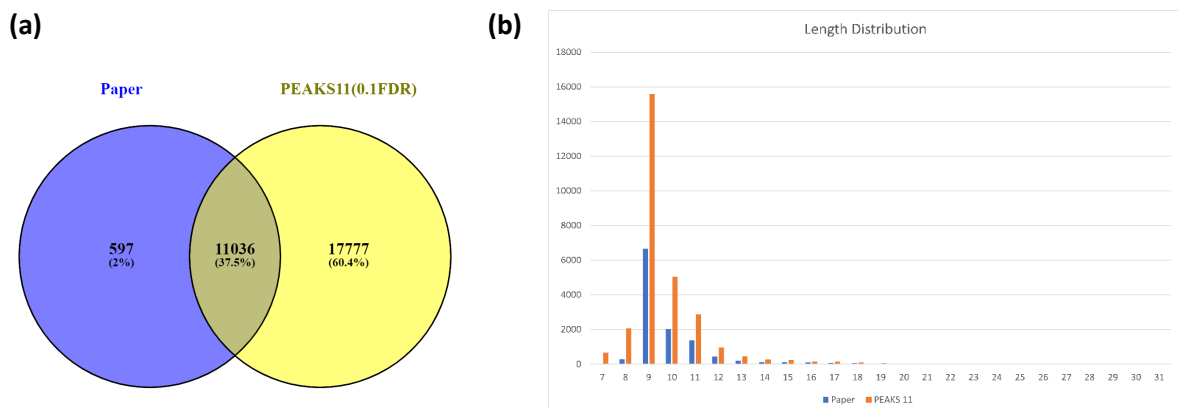 (a)
Paper
PEAKS11(0.1FDR)
597
(2%)
11036
(37.5%)
17777
(60.4%)
(b)
Length Distribution
18000
16000
14000
12000
10000
8000
6000
4000
2000
0
7 8 9 10 11 12 13 14 15 16 17 18 19 20 21 22 23 24 25 26 27 28 29 30 31
Paper PEAKS 11